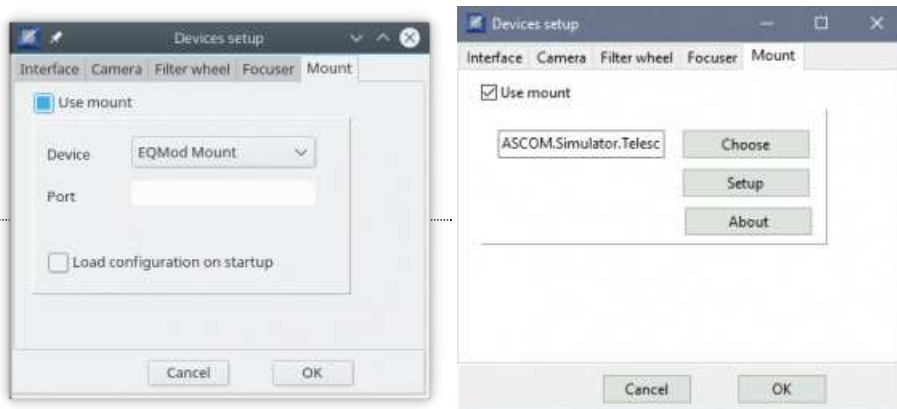 Devices setup
Interface Camera Filter wheel Focuser Mount
Use mount
Device EQMod Mount
Port
Load configuration on startup
Cancel OK
Devices setup
Interface Camera Filter wheel Focuser Mount
Use mount
ASCOM.Simulator.Telesc Choose
Setup
About
Cancel OK